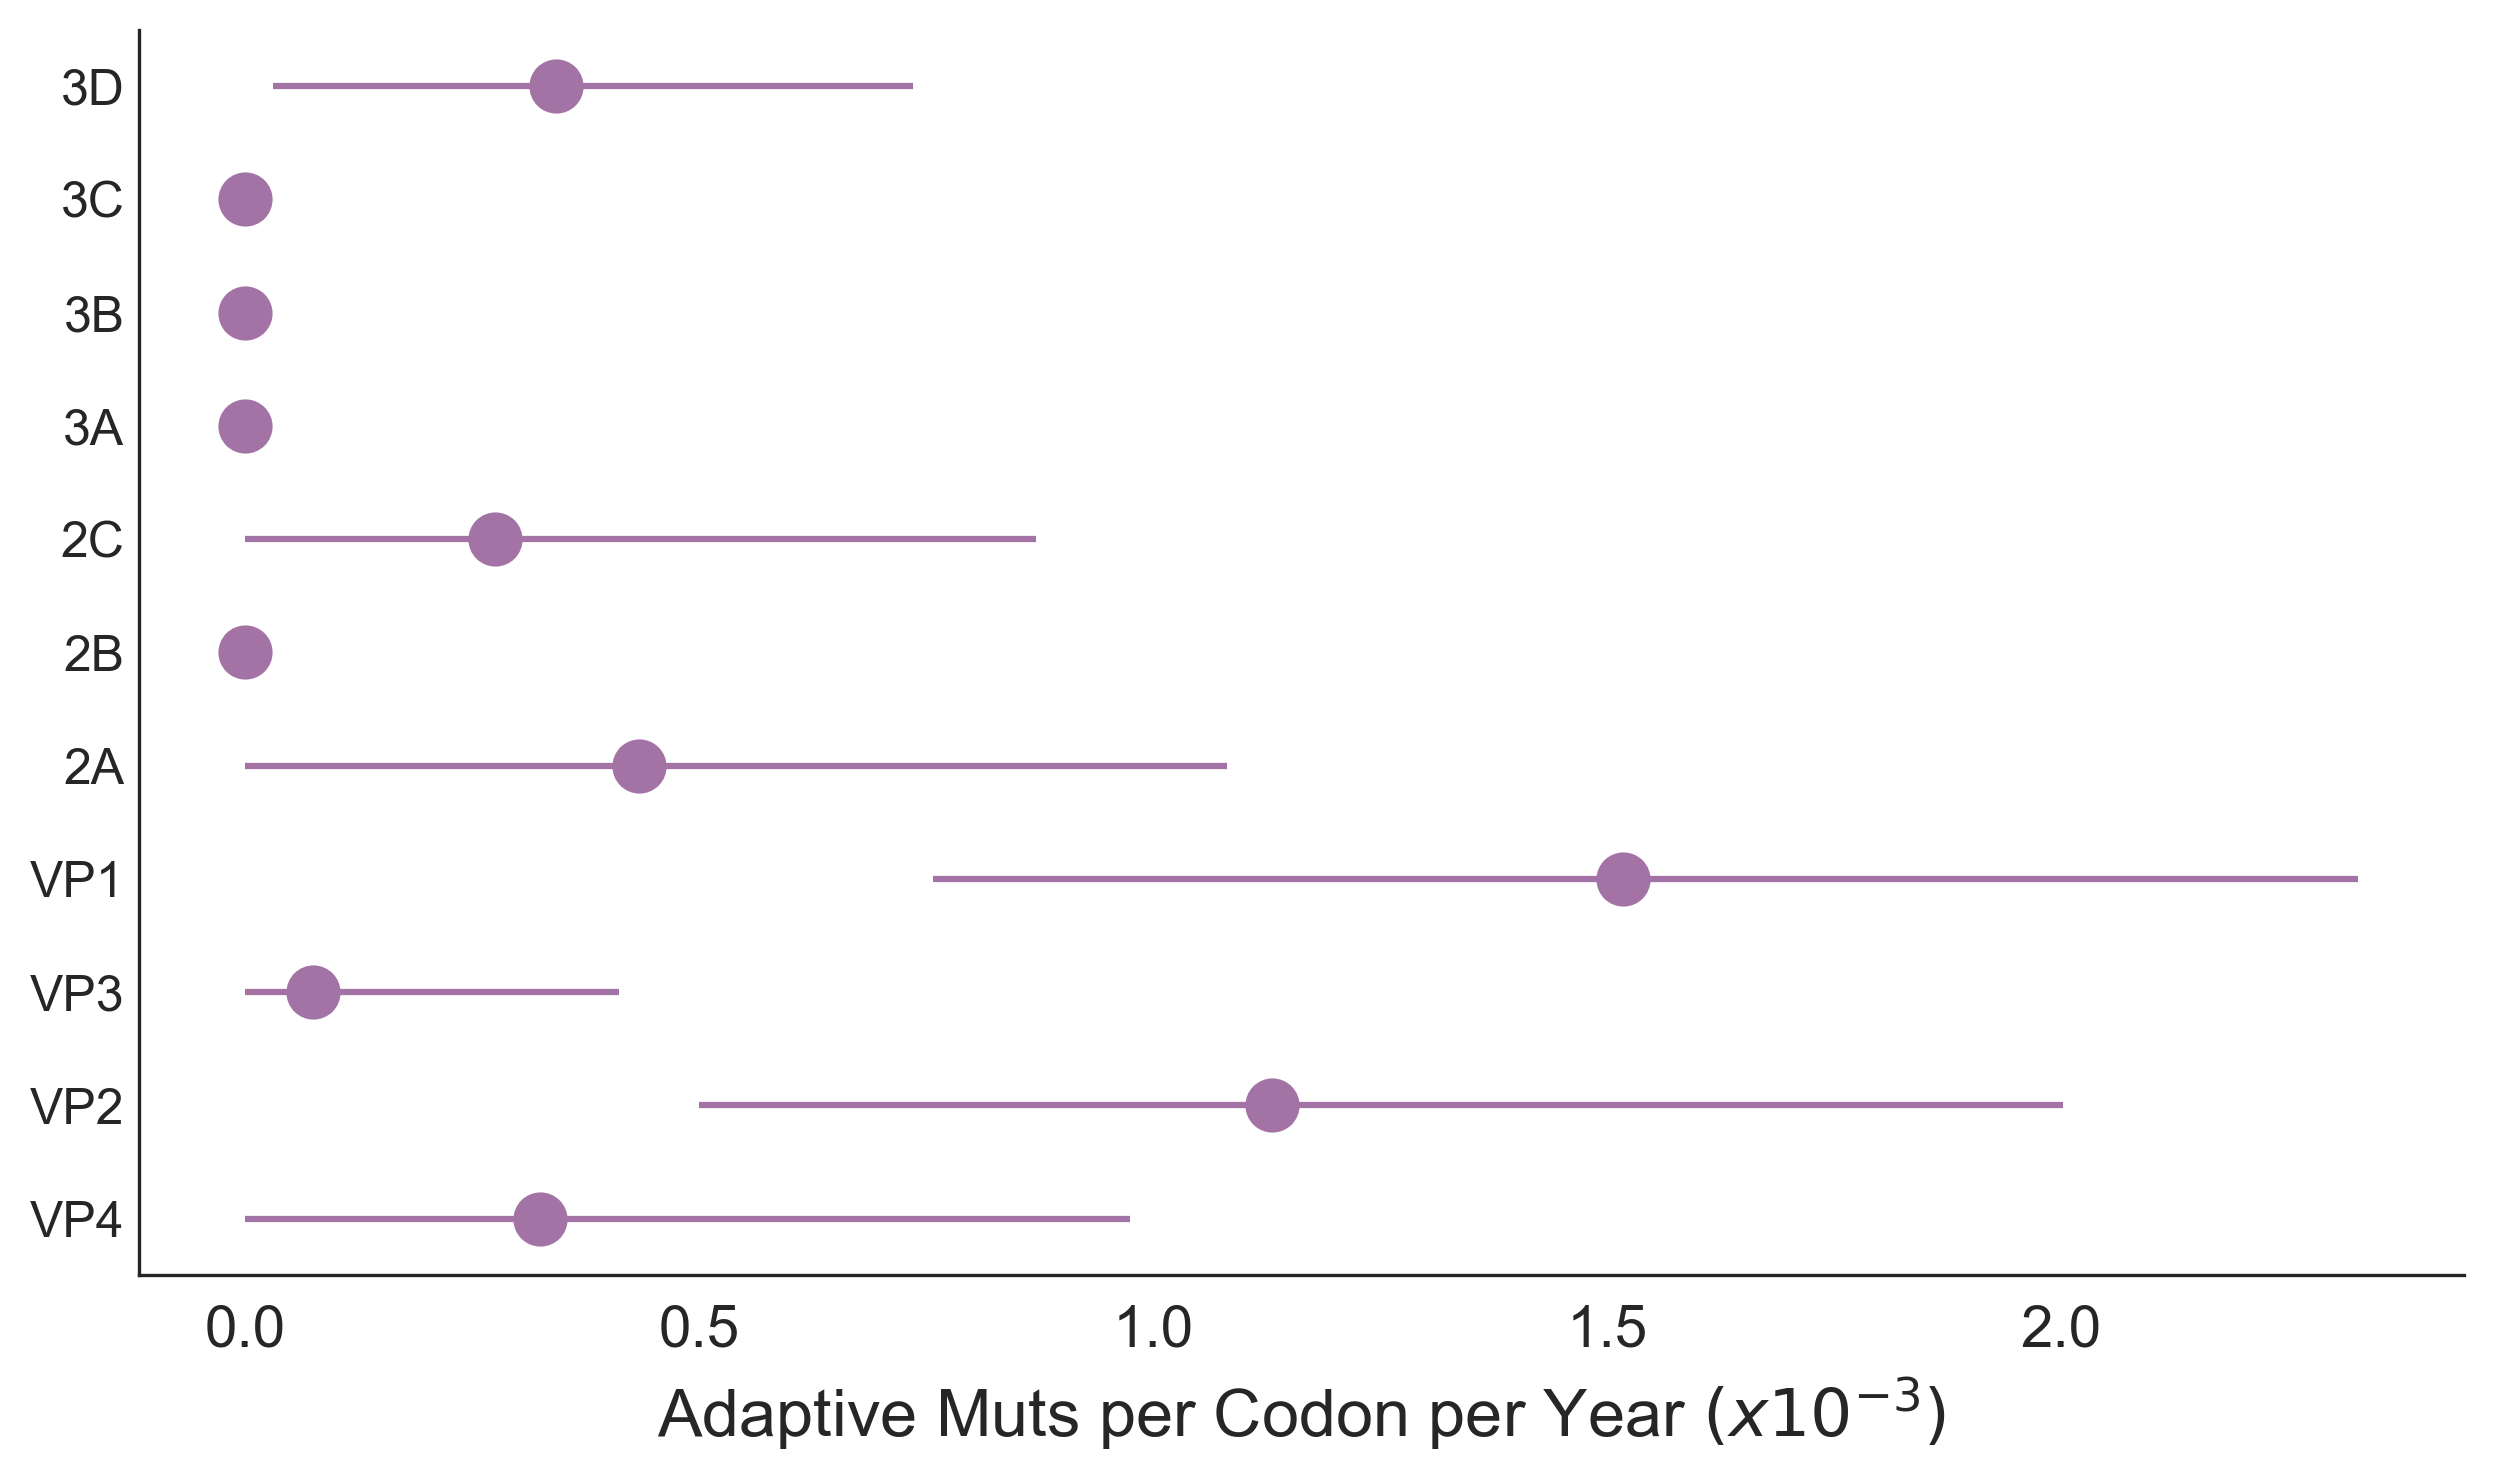 3D
3C
3B
3A
2C
2B
2A
VP1
VP3
VP2
VP4
0.0 0.5 1.0 1.5 2.0
Adaptive Muts per Codon per Year (x10⁻³)